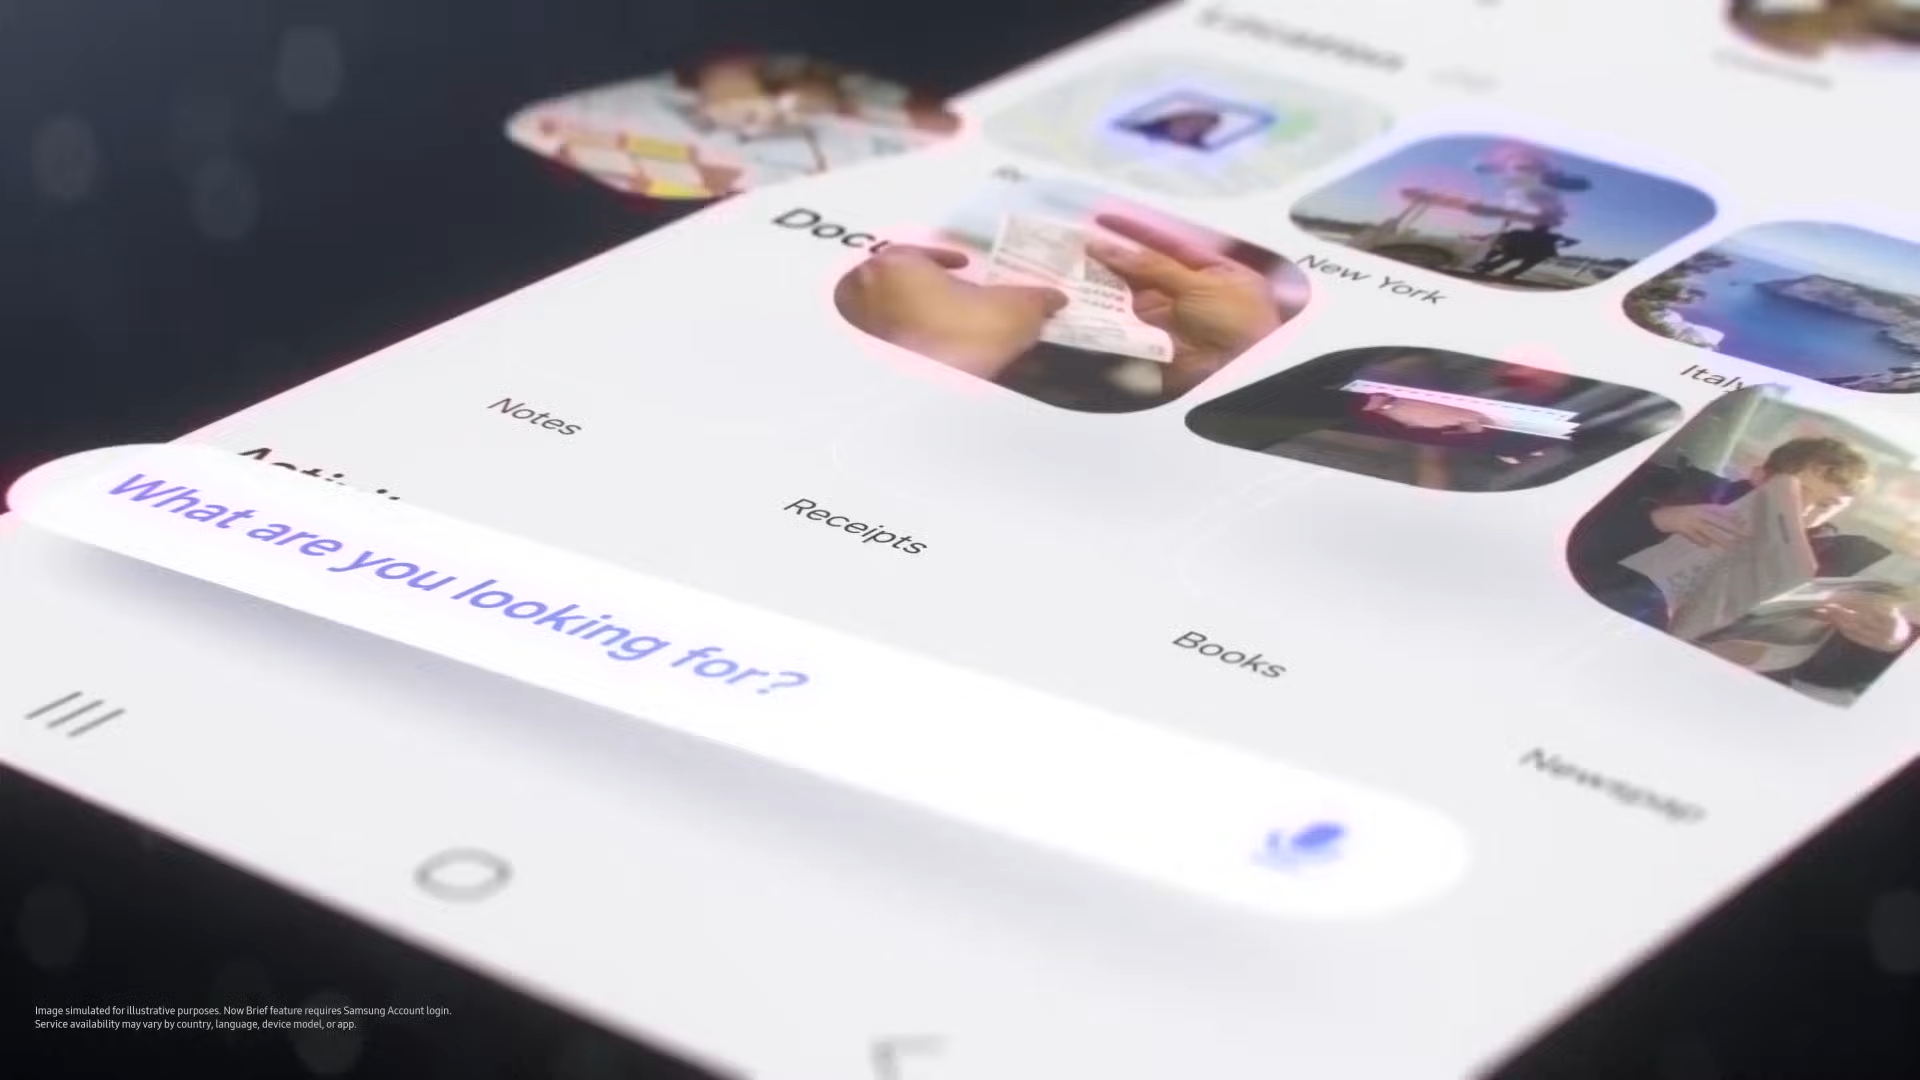 New York
Italy
Notes
Receipts
Books
What are you looking for?
Image simulated for illustrative purposes. Now Brief feature requires Samsung Account login.
Service availability may vary by country, language, device model, or app.